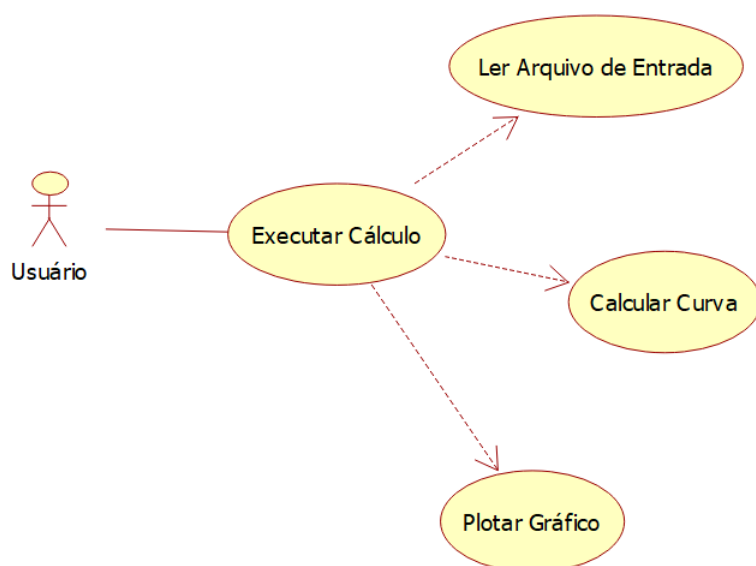 Ler Arquivo de Entrada
Executar Cálculo
Usuário
Calcular Curva
Plotar Gráfico